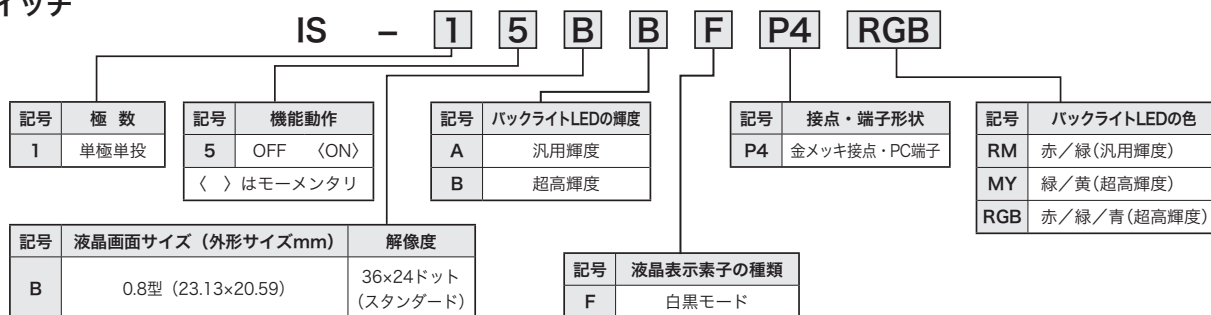 イッチ
IS – 1 5 B B F P4 RGB
記号 極 数
1 単極単投
記号 機能動作
5 OFF 〈ON〉
〈 〉はモーメンタリ
記号 バックライトLEDの輝度
A 汎用輝度
B 超高輝度
記号 接点・端子形状
P4 金メッキ接点・PC端子
記号 バックライトLEDの色
RM 赤／緑(汎用輝度)
MY 緑／黄(超高輝度)
RGB 赤／緑／青(超高輝度)
記号 液晶画面サイズ（外形サイズmm） 解像度
B 0.8型（23.13×20.59） 36×24ドット
(スタンダード)
記号 液晶表示素子の種類
F 白黒モード